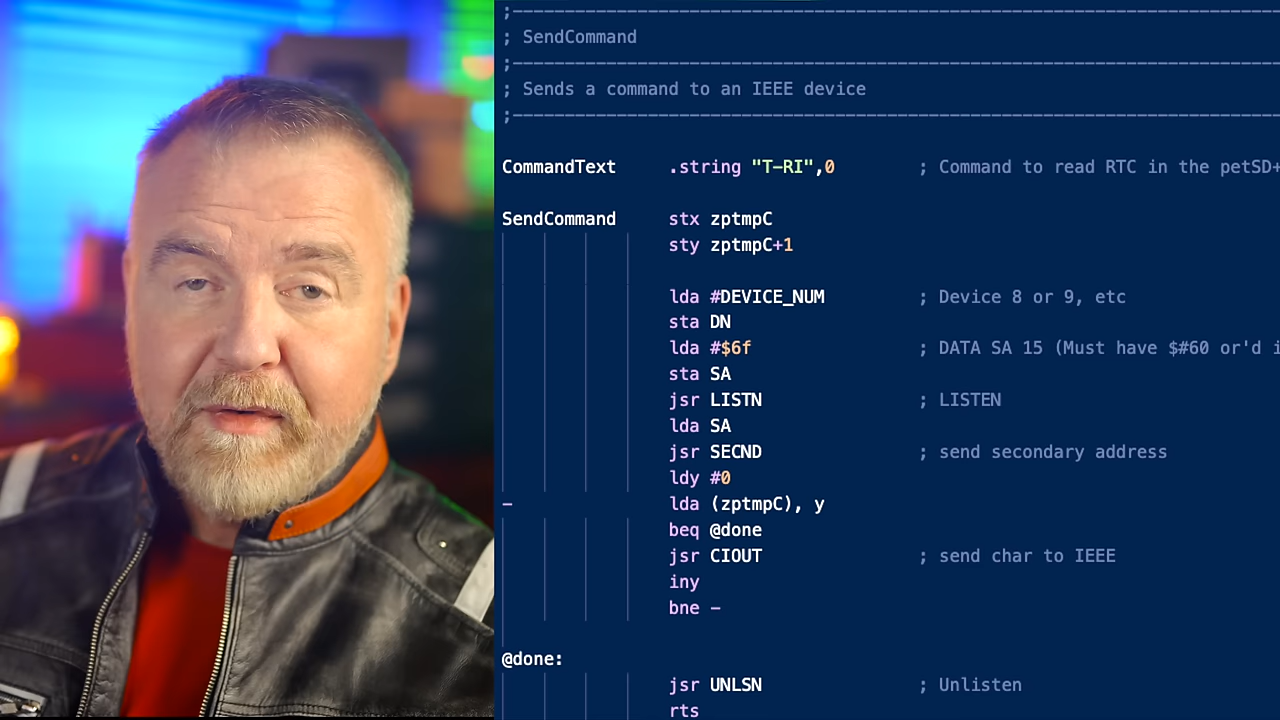 ;----------------------------------------------------------------------
; SendCommand
;----------------------------------------------------------------------
; Sends a command to an IEEE device
;----------------------------------------------------------------------
CommandText .string "T-RI",0 ; Command to read RTC in the petSD+
SendCommand stx zptmpC
sty zptmpC+1
lda #DEVICE_NUM ; Device 8 or 9, etc
sta DN
lda #$6f ; DATA SA 15 (Must have $#60 or'd i
sta SA
jsr LISTN ; LISTEN
lda SA
jsr SECND ; send secondary address
ldy #0
- lda (zptmpC), y
beq @done
jsr CIOUT ; send char to IEEE
iny
bne -
@done:
jsr UNLSN ; Unlisten
rts